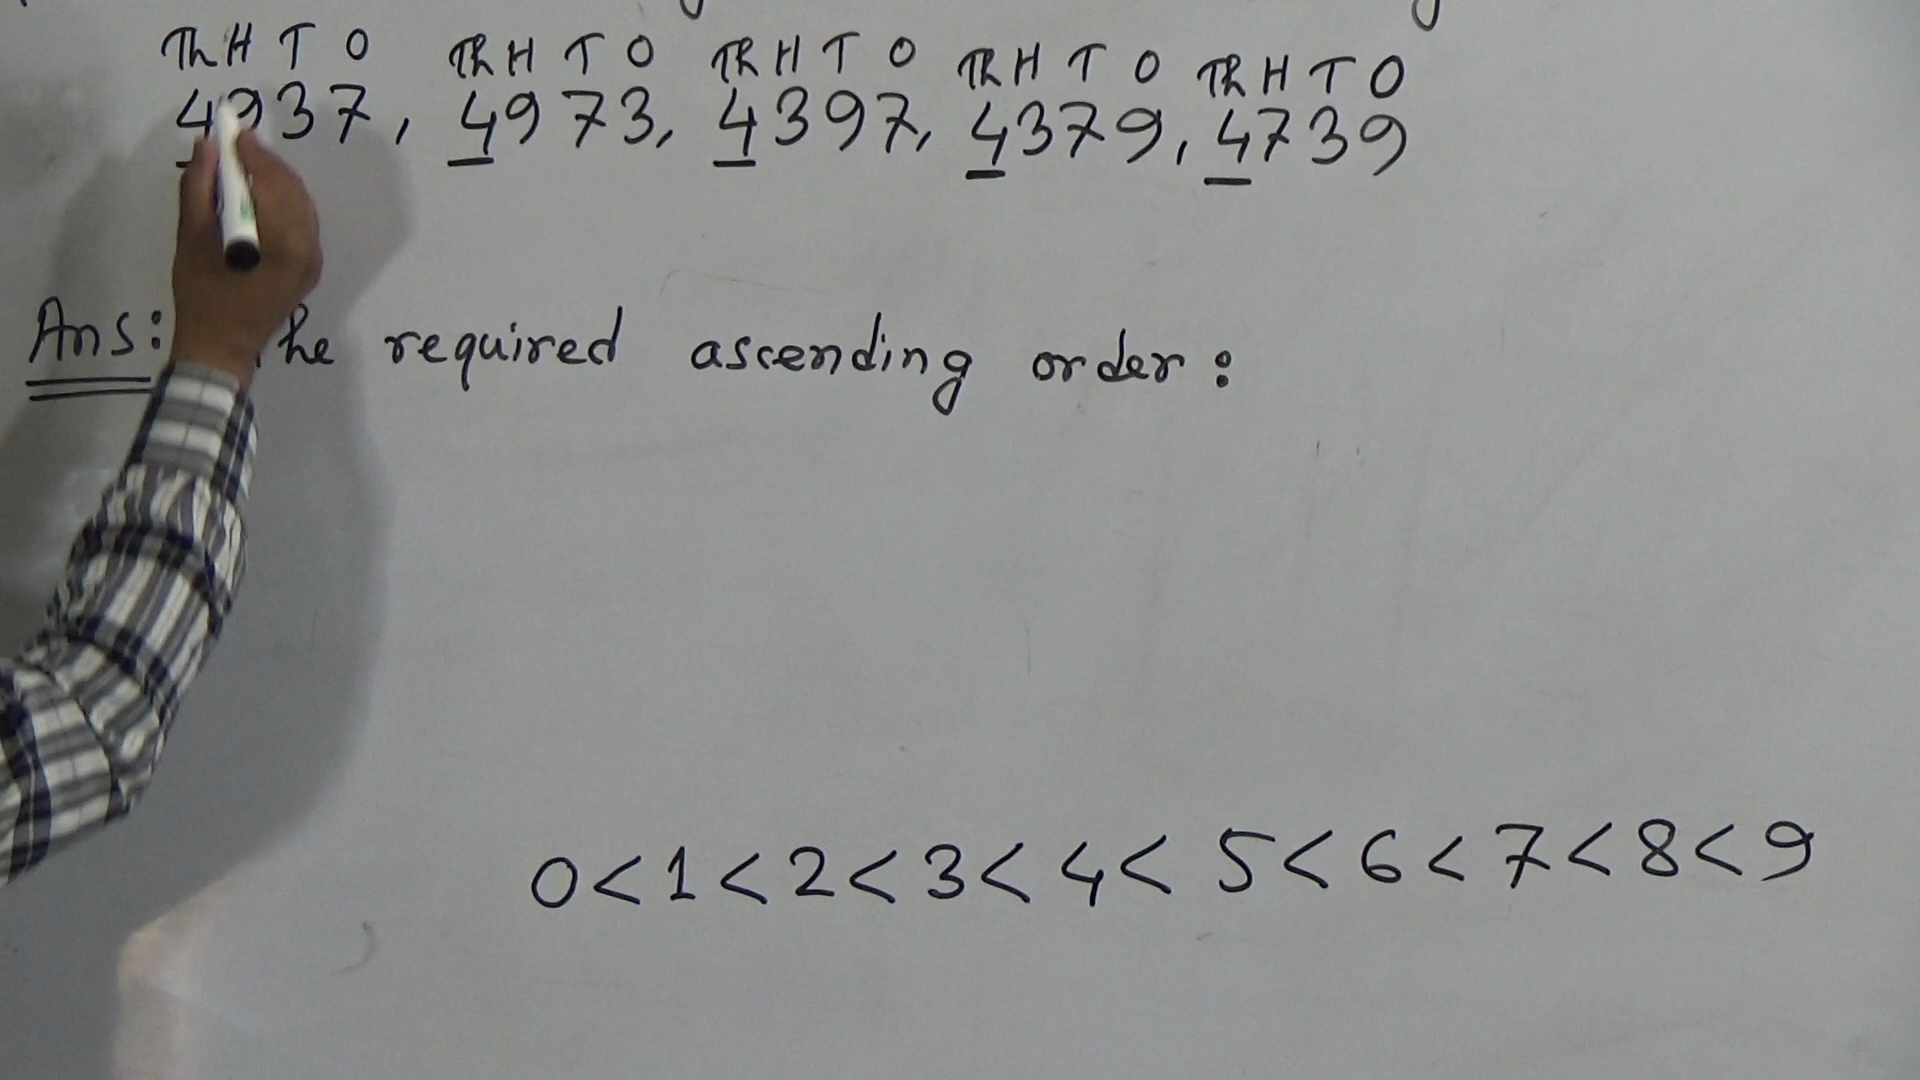 Th H T O Th H T O Th H T O Th H T O Th H T O
4937, 4973, 4397, 4379, 4739
Ans: The required ascending order:
0<1<2<3<4<5<6<7<8<9